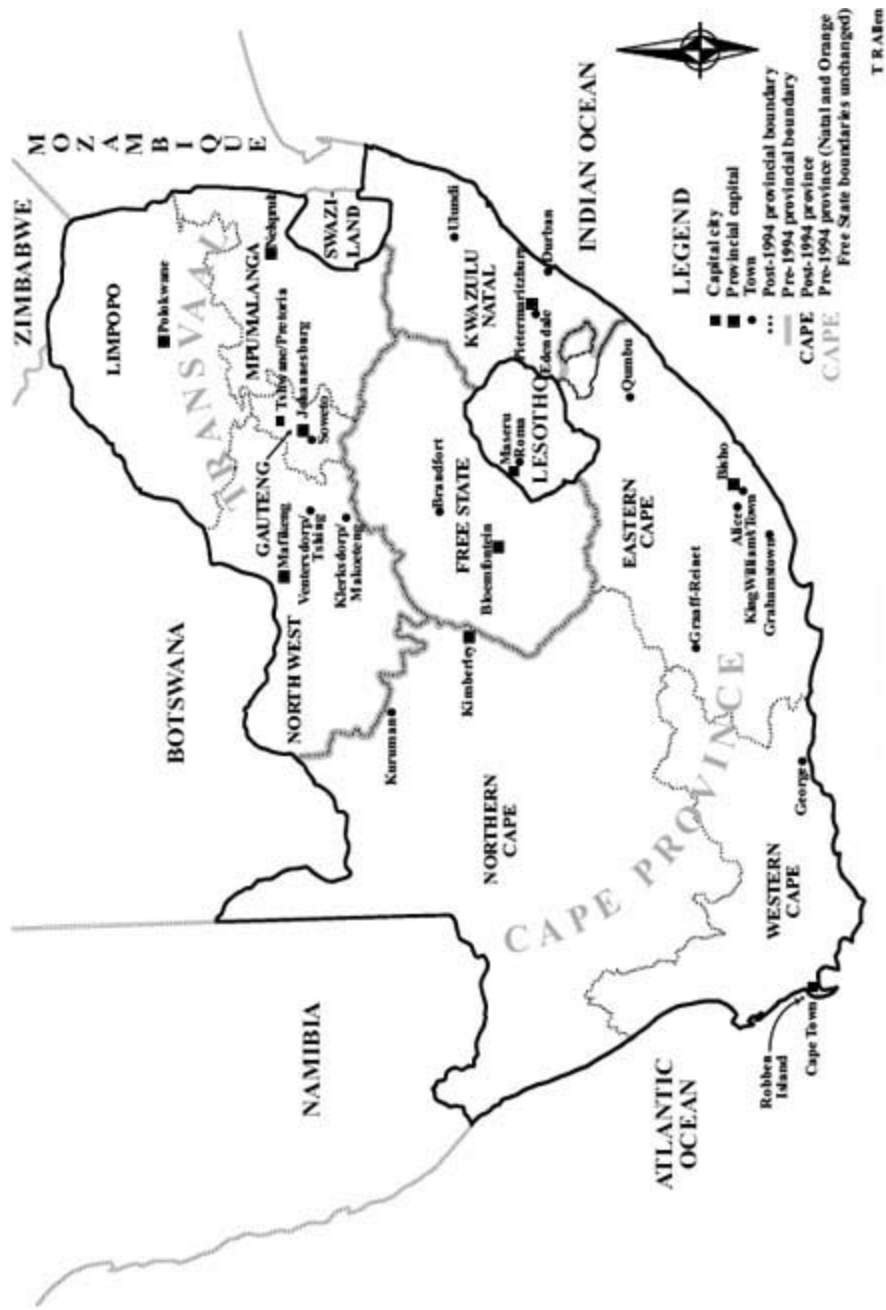 ZIMBABWE
MOZAMBIQUE
LIMPOPO
Polokwane
TRANSVAAL
BOTSWANA
MPUMALANGA
Nelspruit
Tshwane/Pretoria
GAUTENG
Johannesburg
Soweto
Mafikeng
SWAZI-
LAND
NORTH WEST
Ventersdorp/
Tshing
Klerksdorp/
Makoeteng
NAMIBIA
Kuruman
Brandfort
Ulundi
FREE STATE
KWAZULU
NATAL
Kimberley
Bloemfontein
Maseru
Roma
LESOTHO
Pietermaritzburg
Edendale
Durban
NORTHERN
CAPE
CAPE PROVINCE
INDIAN OCEAN
EASTERN
CAPE
Qumbu
Graaff-Reinet
Bisho
Alice
King William's Town
Grahamstown
ATLANTIC
OCEAN
WESTERN
CAPE
George
Robben
Island
Cape Town
LEGEND
Capital city
Provincial capital
Town
Post-1994 provincial boundary
Pre-1994 provincial boundary
CAPE Post-1994 province
CAPE Pre-1994 province (Natal and Orange
Free State boundaries unchanged)
T R Allen